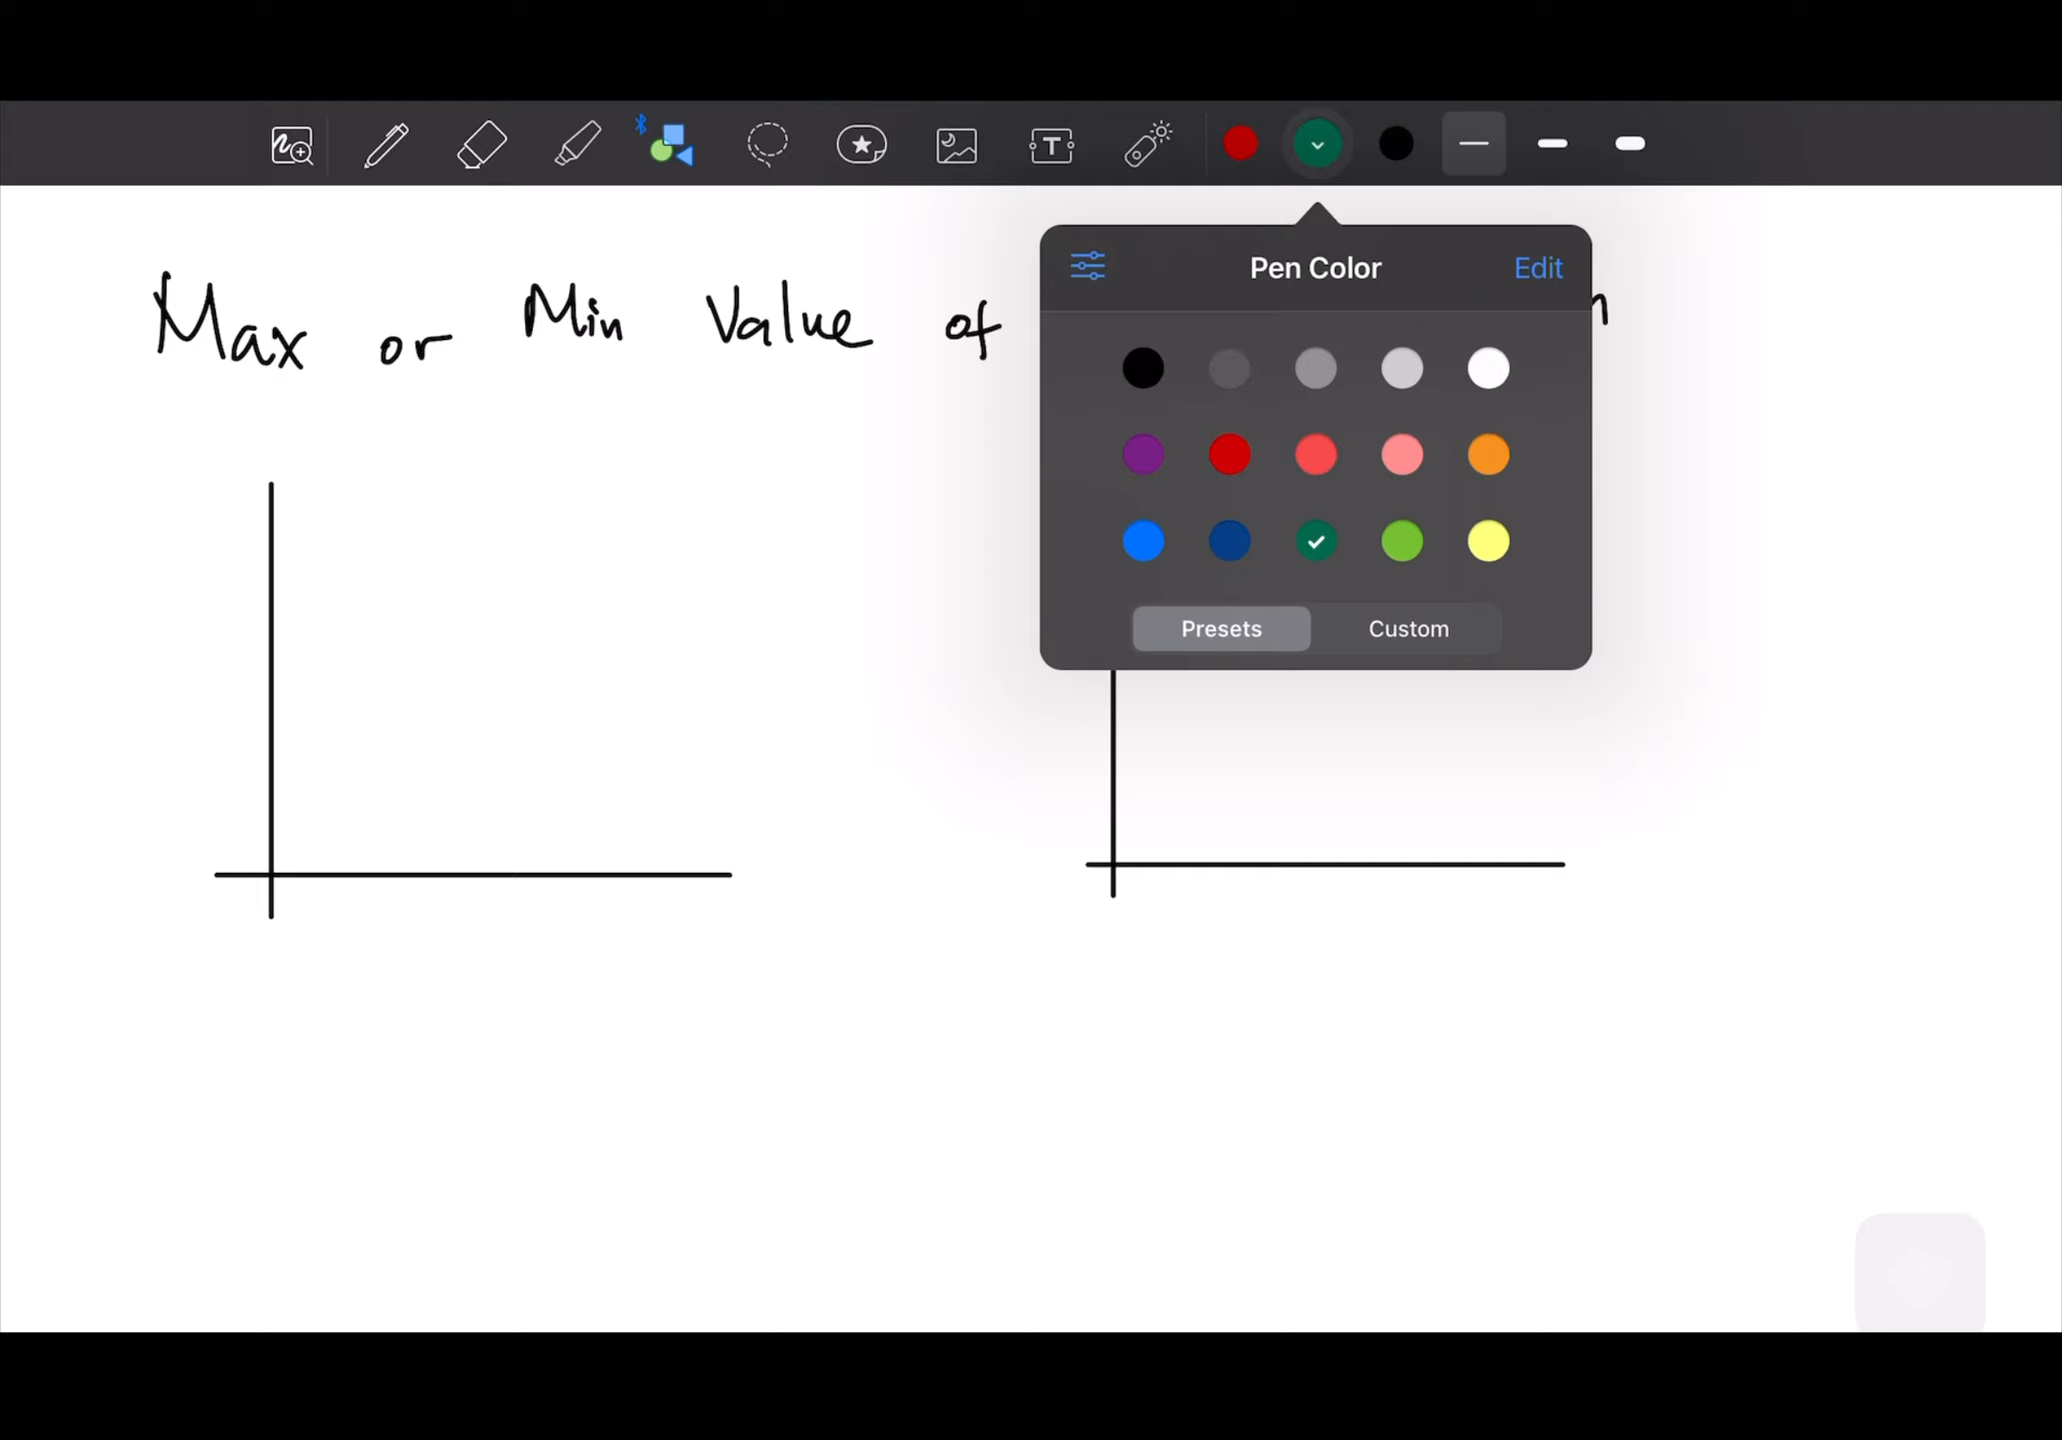 Max or Min Value of
Pen Color
Edit
Presets
Custom